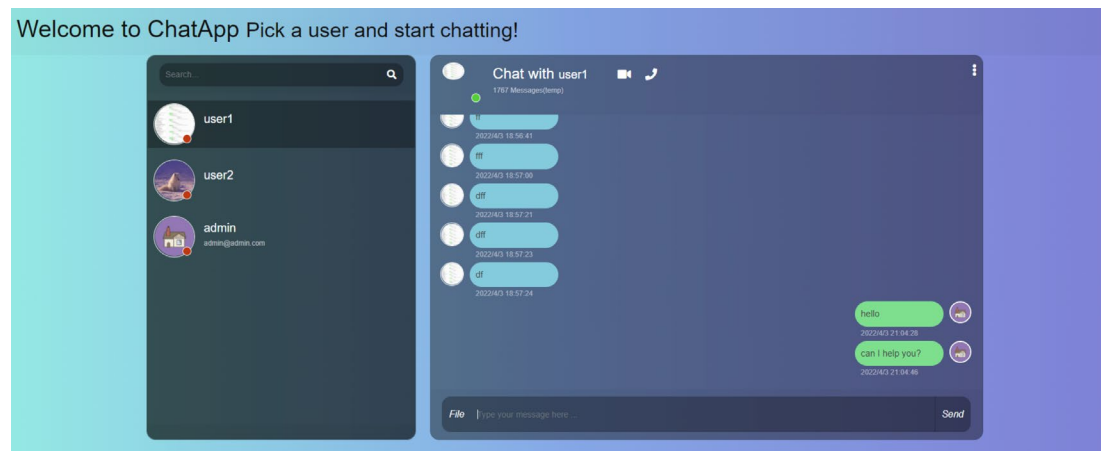 Welcome to ChatApp Pick a user and start chatting!
Search...
user1
user2
admin
admin@admin.com
Chat with user1
1767 Messages(temp)
ff
2022/4/3 18:56:41
fff
2022/4/3 18:57:00
dff
2022/4/3 18:57:21
dff
2022/4/3 18:57:23
df
2022/4/3 18:57:24
hello
2022/4/3 21:04:28
can I help you?
2022/4/3 21:04:46
File Type your message here ... Send